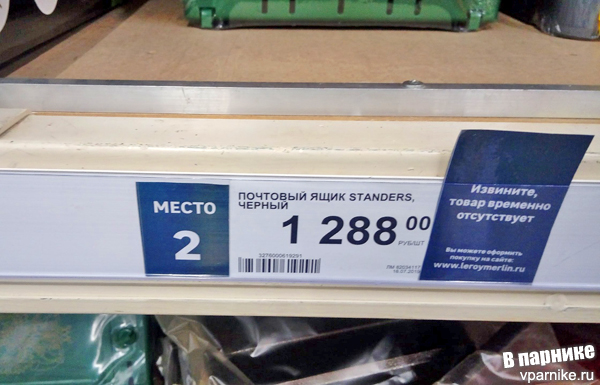 МЕСТО
2
ПОЧТОВЫЙ ЯЩИК STANDERS,
ЧЕРНЫЙ
1 288 00
РУБ/ШТ
3276000619291
Извините,
товар временно
отсутствует
Вы можете оформить
покупку на сайте:
www.leroymerlin.ru
В парнике
vparnike.ru